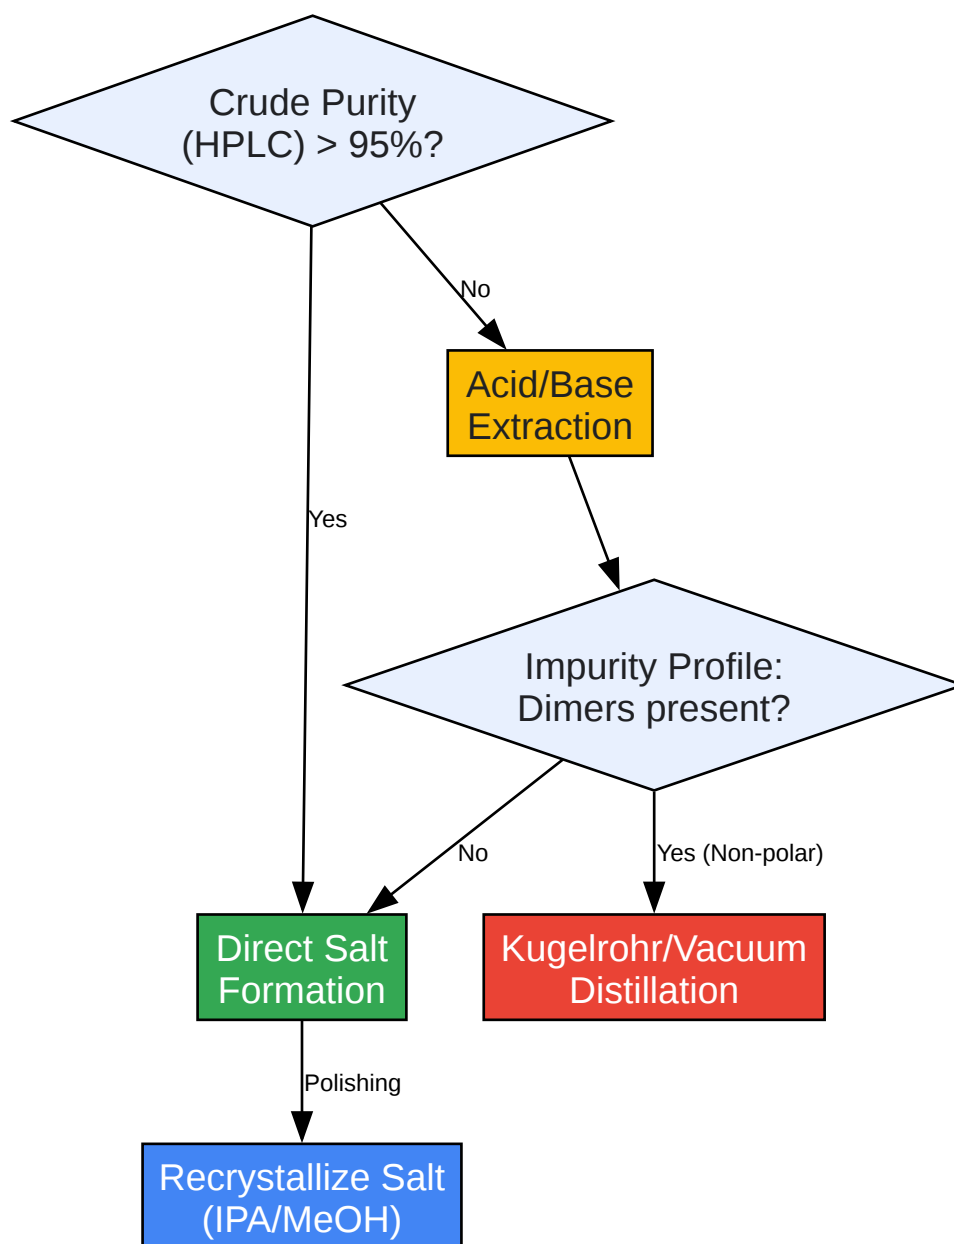 Crude Purity
(HPLC) > 95%?
No
Acid/Base
Extraction
Yes
Impurity Profile:
Dimers present?
No
Yes (Non-polar)
Direct Salt
Formation
Kugelrohr/Vacuum
Distillation
Polishing
Recrystallize Salt
(IPA/MeOH)